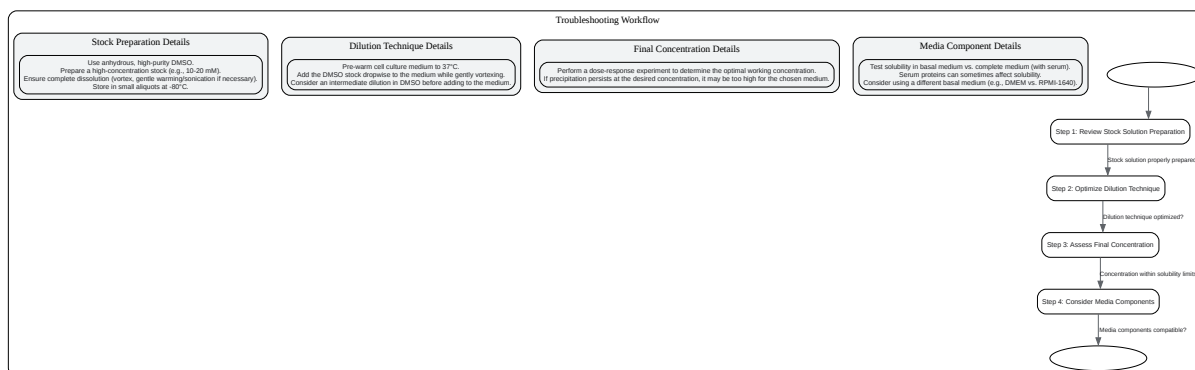 Troubleshooting Workflow
Stock Preparation Details
Use anhydrous, high-purity DMSO.
Prepare a high-concentration stock (e.g., 10-20 mM).
Ensure complete dissolution (vortex, gentle warming/sonication if necessary).
Store in small aliquots at -80°C.
Dilution Technique Details
Pre-warm cell culture medium to 37°C.
Add the DMSO stock dropwise to the medium while gently vortexing.
Consider an intermediate dilution in DMSO before adding to the medium.
Final Concentration Details
Perform a dose-response experiment to determine the optimal working concentration.
If precipitation persists at the desired concentration, it may be too high for the chosen medium.
Media Component Details
Test solubility in basal medium vs. complete medium (with serum).
Serum proteins can sometimes affect solubility.
Consider using a different basal medium (e.g., DMEM vs. RPMI-1640).
Step 1: Review Stock Solution Preparation
Stock solution properly prepared
Step 2: Optimize Dilution Technique
Dilution technique optimized?
Step 3: Assess Final Concentration
Concentration within solubility limits
Step 4: Consider Media Components
Media components compatible?